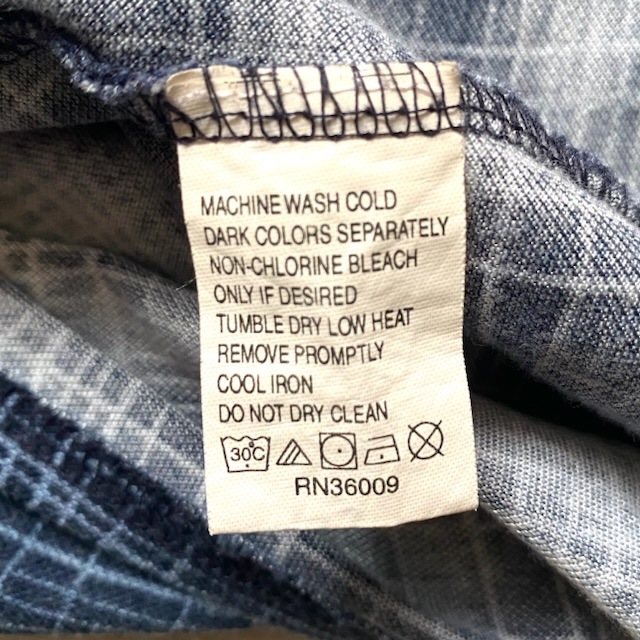 MACHINE WASH COLD
DARK COLORS SEPARATELY
NON-CHLORINE BLEACH
ONLY IF DESIRED
TUMBLE DRY LOW HEAT
REMOVE PROMPTLY
COOL IRON
DO NOT DRY CLEAN
30C
RN36009